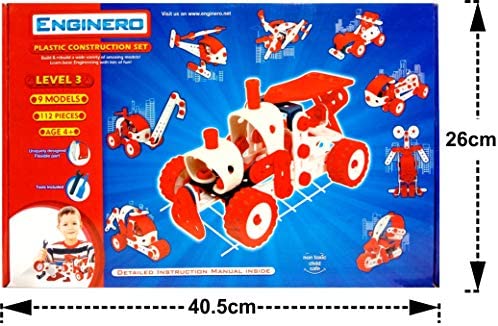 ENGINERO
Visit us on www.enginero.net
PLASTIC CONSTRUCTION SET
Build & rebuild a wide variety of amazing models!
Learn basic Engineering with lots of fun!
LEVEL 3
9 MODELS
112 PIECES
AGE 4+
Uniquely designed
Flexible part
Tools Included
non toxic
child
safe
DETAILED INSTRUCTION MANUAL INSIDE
26cm
40.5cm